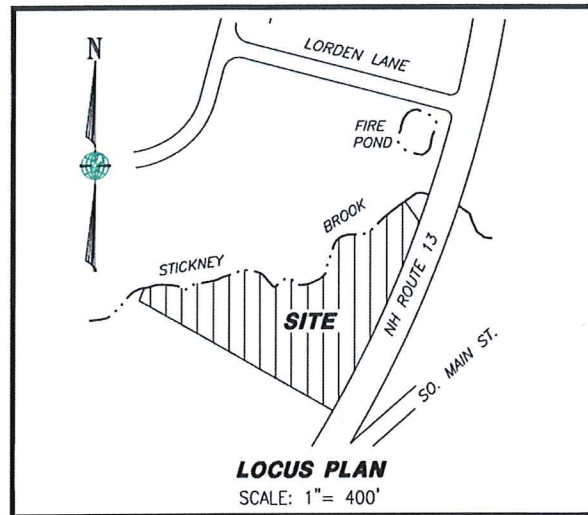 N
LORDEN LANE
FIRE
POND
BROOK
STICKNEY
NH ROUTE 13
SITE
SO. MAIN ST.
LOCUS PLAN
SCALE: 1"= 400'